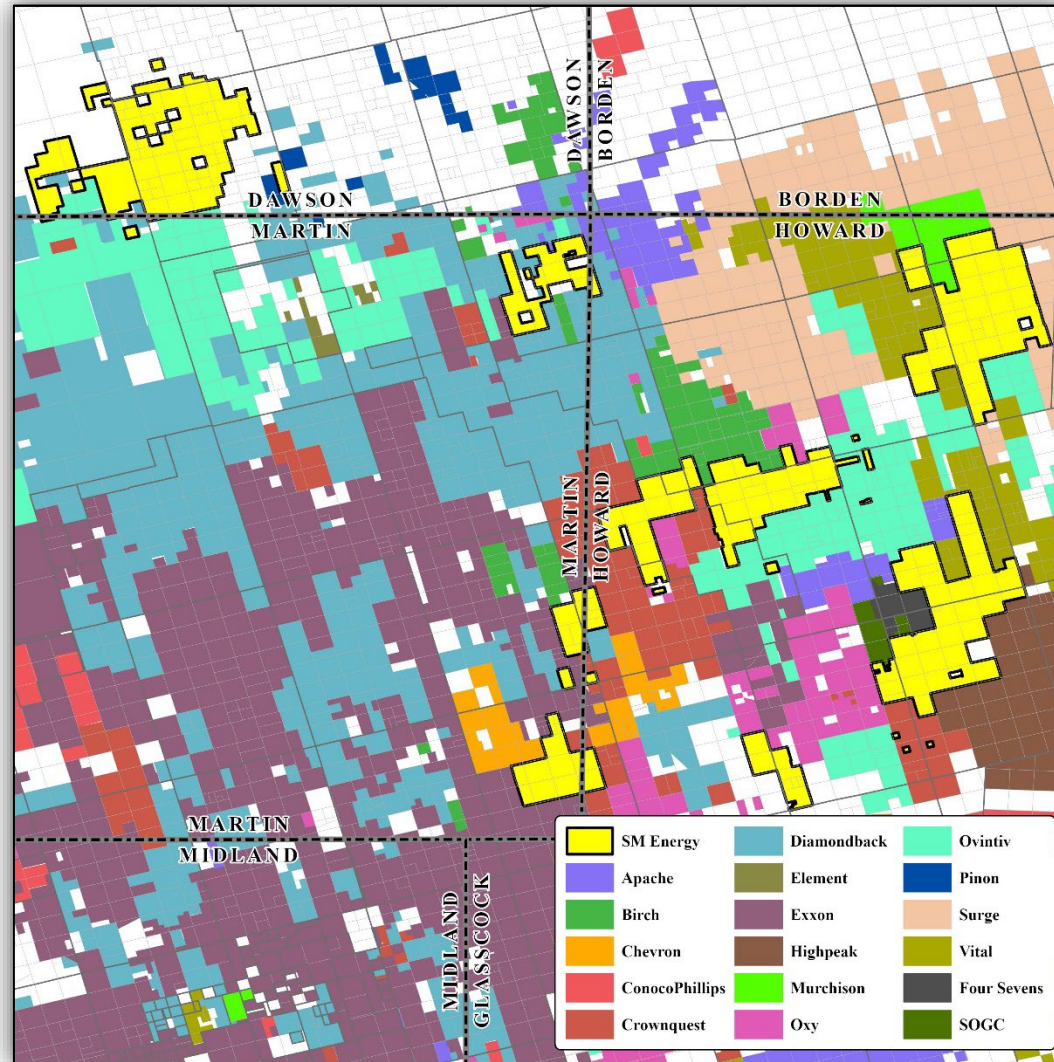 DAWSON
BORDEN
DAWSON
MARTIN
BORDEN
HOWARD
MARTIN
HOWARD
MARTIN
MIDLAND
MIDLAND
GLASSCOCK
SM Energy
Diamondback
Ovintiv
Apache
Element
Pinon
Birch
Exxon
Surge
Chevron
Highpeak
Vital
ConocoPhillips
Murchison
Four Sevens
Crownquest
Oxy
SOGC